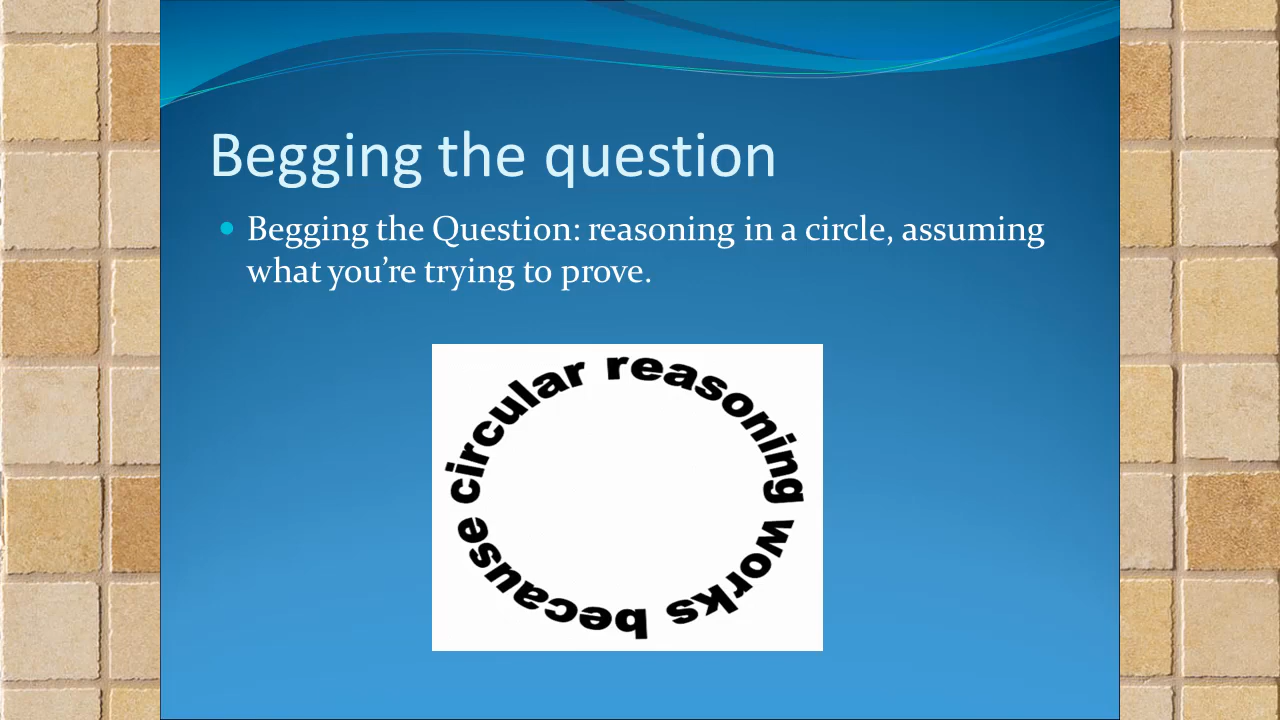 Begging the question
Begging the Question: reasoning in a circle, assuming
what you're trying to prove.
circular reasoning works because